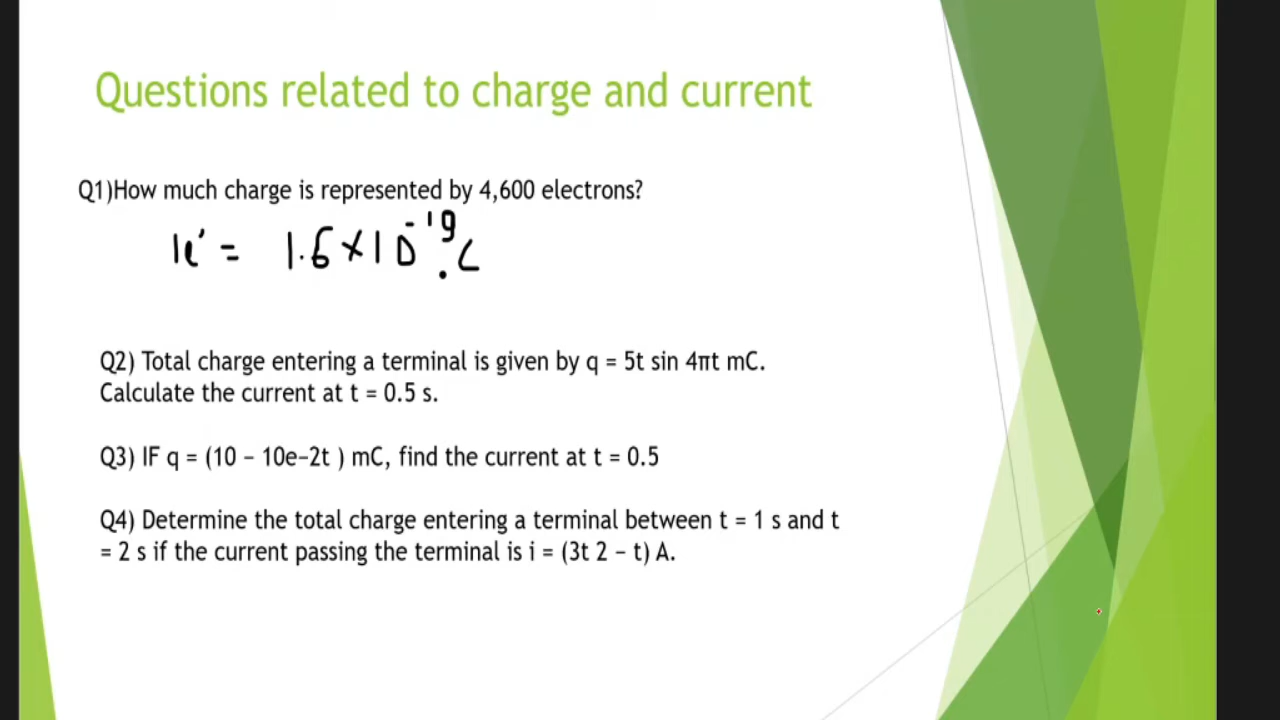 Questions related to charge and current
Q1)How much charge is represented by 4,600 electrons?
1e⁻ = 1.6×10⁻¹⁹.C
Q2) Total charge entering a terminal is given by q = 5t sin 4πt mC.
Calculate the current at t = 0.5 s.
Q3) IF q = (10 – 10e–2t ) mC, find the current at t = 0.5
Q4) Determine the total charge entering a terminal between t = 1 s and t
= 2 s if the current passing the terminal is i = (3t 2 – t) A.